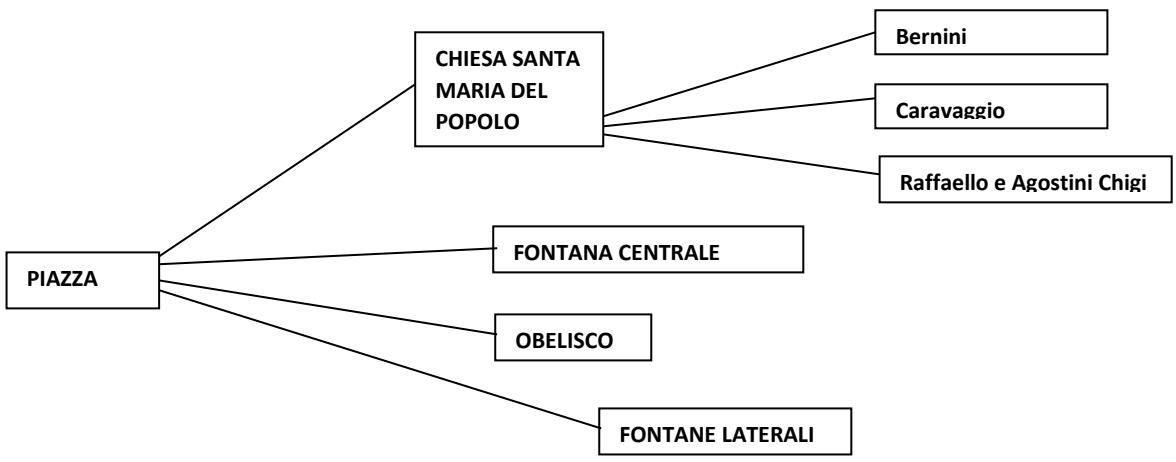 CHIESA SANTA
MARIA DEL
POPOLO
Bernini
Caravaggio
Raffaello e Agostini Chigi
PIAZZA
FONTANA CENTRALE
OBELISCO
FONTANE LATERALI